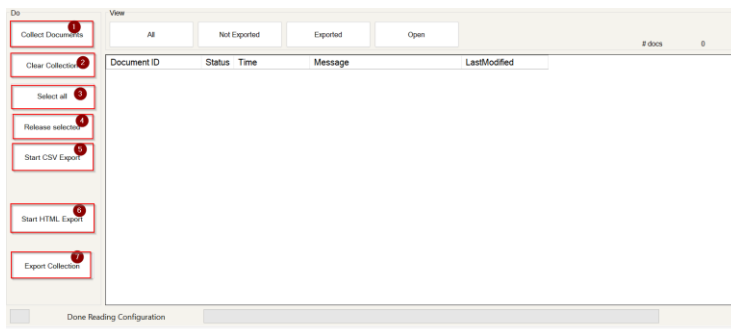 Do
View
1
Collect Documents
All
Not Exported
Exported
Open
# docs
0
2
Clear Collection
Document ID
Status
Time
Message
LastModified
3
Select all
4
Release selected
5
Start CSV Export
6
Start HTML Export
7
Export Collection
Done Reading Configuration